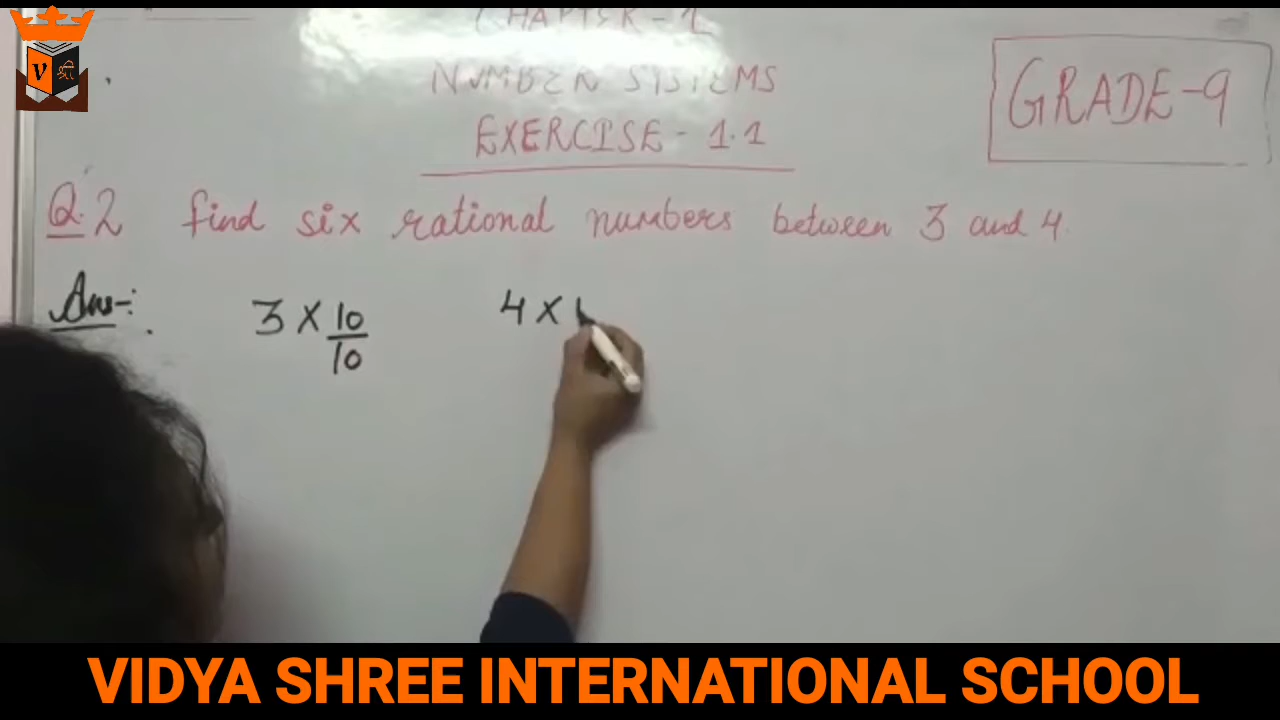 CHAPTER - 1
NUMBER SYSTEMS
EXERCISE - 1.1
GRADE-9
Q.2 find six rational numbers between 3 and 4.
Ans-:
3 X 10/10
4 X
V श्री
VIDYA SHREE INTERNATIONAL SCHOOL